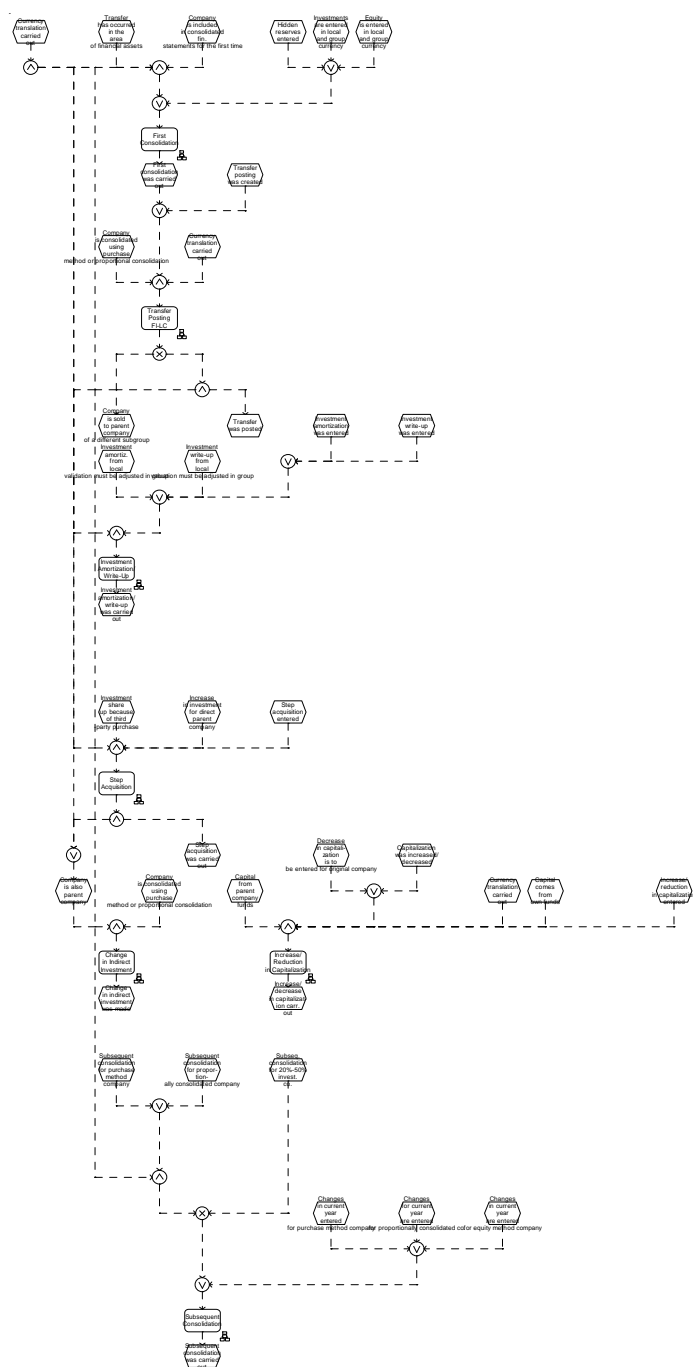 Currency
translation
carried
out
Transfer
has occurred
in the
area
of financial assets
Company
is included
in consolidated
fin.
statements for the first time
Hidden
reserves
entered
Investments
are entered
in local
and group
currency
Equity
is entered
in local
and group
currency
First
Consolidation
First
consolidation
was carried
out
Transfer
posting
was created
Company
is consolidated
using
purchase
method or proportional consolidation
Currency
translation
carried
out
Transfer
Posting
FI-LC
Company
is sold
to parent
company
of a different subgroup
Transfer
was posted
Investment
amortization
was entered
Investment
write-up
was entered
Investment
amortiz.
from
local
validation must be adjusted in group
Investment
write-up
from
local
must be adjusted in group
Investment
Amortization/
Write-Up
Investment
amortization/
write-up
was carried
out
Investment
share
up because
of third
party purchase
Increase
in investment
for direct
parent
company
Step
acquisition
entered
Step
Acquisition
Step
acquisition
was carried
out
Decrease
in capitali-
zation
is to
be entered for original company
Capitalization
was increased/
decreased
Company
is also
parent
company
Company
is consolidated
using
purchase
method or proportional consolidation
Capital
from
parent
company
funds
Currency
translation
carried
out
Capital
comes
from
own funds
Increase/
reduction
in capitalization
entered
Change
in Indirect
Investment
Increase/
Reduction
in Capitalization
Change
in indirect
investment
was made
Increase/
decrease
in capitalizat-
ion carr.
out
Subsequent
consolidation
for purchase
method
company
Subsequent
consolidation
for propor-
tion-
ally consolidated company
Subseq.
consolidation
for 20%-50%
invest.
co.
Changes
in current
year
entered
for purchase method company
Changes
for current
year
are entered
for proportionally consolidated co
Changes
in current
year
are entered
for equity method company
Subsequent
Consolidation
Subsequent
consolidation
was carried
out